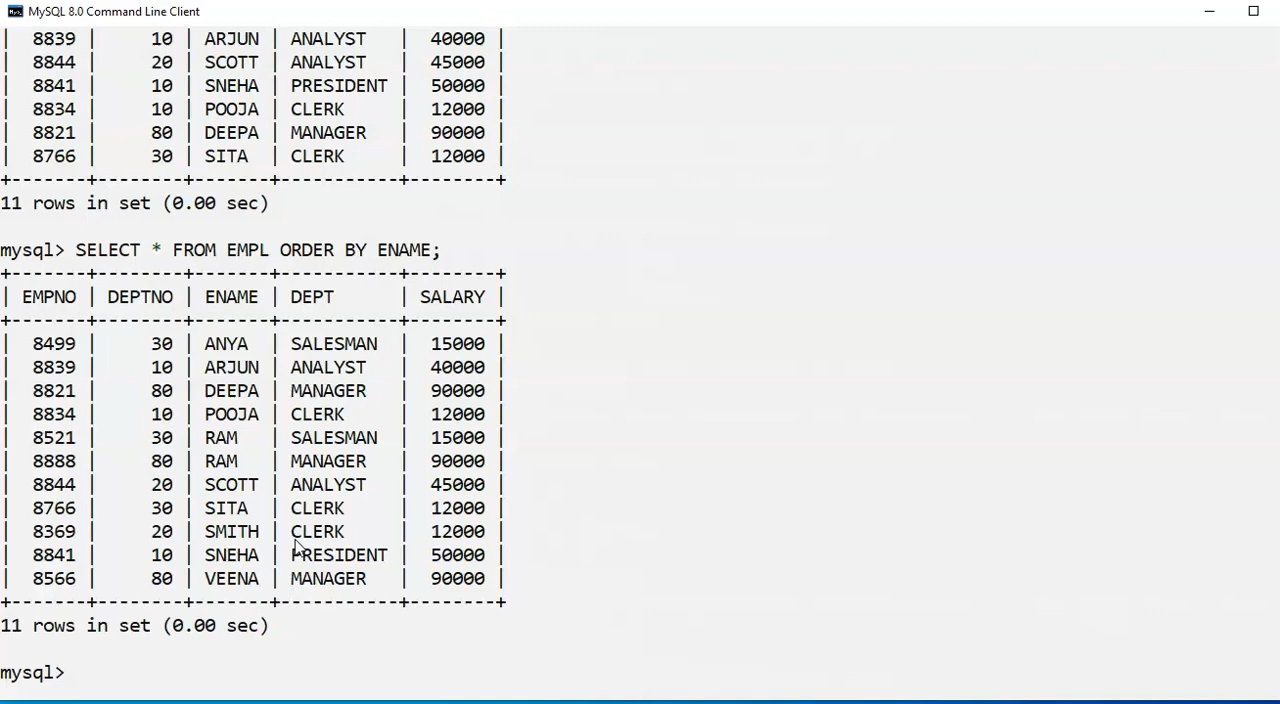 MySQL 8.0 Command Line Client
|  8839 |     10 | ARJUN | ANALYST   |  40000 |
|  8844 |     20 | SCOTT | ANALYST   |  45000 |
|  8841 |     10 | SNEHA | PRESIDENT |  50000 |
|  8834 |     10 | POOJA | CLERK     |  12000 |
|  8821 |     80 | DEEPA | MANAGER   |  90000 |
|  8766 |     30 | SITA  | CLERK     |  12000 |
+-------+--------+-------+-----------+--------+
11 rows in set (0.00 sec)
mysql> SELECT * FROM EMPL ORDER BY ENAME;
+-------+--------+-------+-----------+--------+
| EMPNO | DEPTNO | ENAME | DEPT      | SALARY |
+-------+--------+-------+-----------+--------+
|  8499 |     30 | ANYA  | SALESMAN  |  15000 |
|  8839 |     10 | ARJUN | ANALYST   |  40000 |
|  8821 |     80 | DEEPA | MANAGER   |  90000 |
|  8834 |     10 | POOJA | CLERK     |  12000 |
|  8521 |     30 | RAM   | SALESMAN  |  15000 |
|  8888 |     80 | RAM   | MANAGER   |  90000 |
|  8844 |     20 | SCOTT | ANALYST   |  45000 |
|  8766 |     30 | SITA  | CLERK     |  12000 |
|  8369 |     20 | SMITH | CLERK     |  12000 |
|  8841 |     10 | SNEHA | PRESIDENT |  50000 |
|  8566 |     80 | VEENA | MANAGER   |  90000 |
+-------+--------+-------+-----------+--------+
11 rows in set (0.00 sec)
mysql>